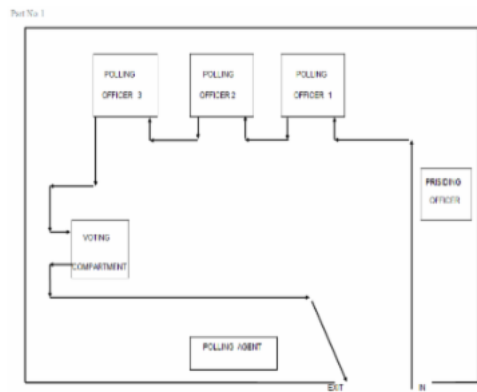 Part No 1
POLLING
OFFICER 3
POLLING
OFFICER 2
POLLING
OFFICER 1
PRISIDING
OFFICER
VOTING
COMPARTMENT
POLLING AGENT
EXIT
IN